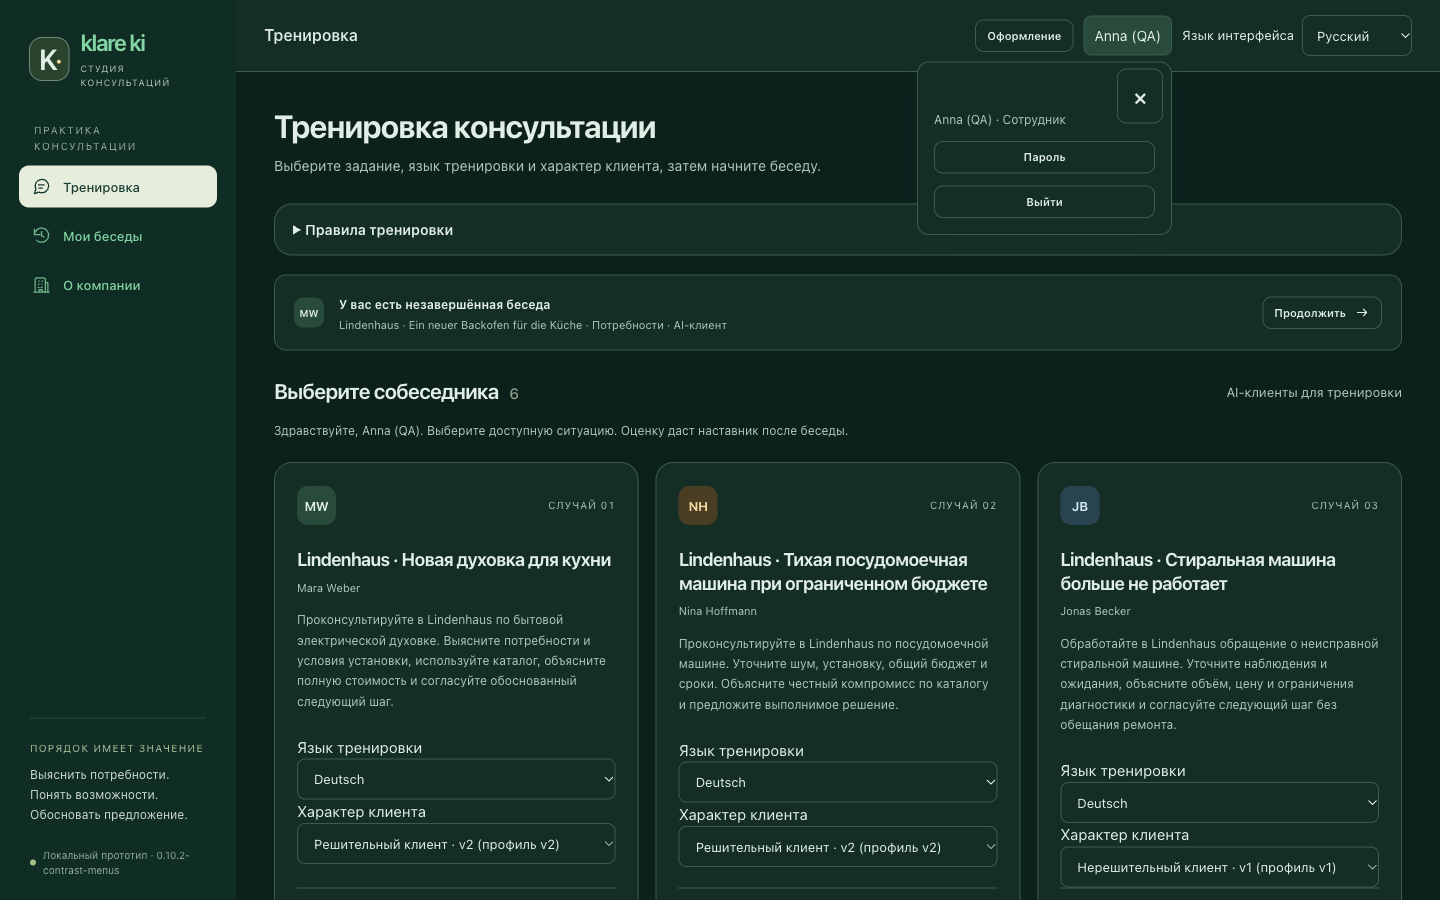 K
klare ki
СТУДИЯ
КОНСУЛЬТАЦИЙ
ПРАКТИКА
КОНСУЛЬТАЦИИ
Тренировка
Мои беседы
О компании
ПОРЯДОК ИМЕЕТ ЗНАЧЕНИЕ
Выяснить потребности.
Понять возможности.
Обосновать предложение.
Локальный прототип · 0.10.2-
contrast-menus
Тренировка
Оформление
Anna (QA)
Язык интерфейса
Русский
×
Anna (QA) · Сотрудник
Пароль
Выйти
Тренировка консультации
Выберите задание, язык тренировки и характер клиента, затем начните беседу.
Правила тренировки
MW
У вас есть незавершённая беседа
Lindenhaus · Ein neuer Backofen für die Küche · Потребности · AI-клиент
Продолжить →
Выберите собеседника 6
AI-клиенты для тренировки
Здравствуйте, Anna (QA). Выберите доступную ситуацию. Оценку даст наставник после беседы.
MW
СЛУЧАЙ 01
Lindenhaus · Новая духовка для кухни
Mara Weber
Проконсультируйте в Lindenhaus по бытовой
электрической духовке. Выясните потребности и
условия установки, используйте каталог, объясните
полную стоимость и согласуйте обоснованный
следующий шаг.
Язык тренировки
Deutsch
Характер клиента
Решительный клиент · v2 (профиль v2)
NH
СЛУЧАЙ 02
Lindenhaus · Тихая посудомоечная
машина при ограниченном бюджете
Nina Hoffmann
Проконсультируйте в Lindenhaus по посудомоечной
машине. Уточните шум, установку, общий бюджет и
сроки. Объясните честный компромисс по каталогу
и предложите выполнимое решение.
Язык тренировки
Deutsch
Характер клиента
Решительный клиент · v2 (профиль v2)
JB
СЛУЧАЙ 03
Lindenhaus · Стиральная машина
больше не работает
Jonas Becker
Обработайте в Lindenhaus обращение о неисправной
стиральной машине. Уточните наблюдения и
ожидания, объясните объём, цену и ограничения
диагностики и согласуйте следующий шаг без
обещания ремонта.
Язык тренировки
Deutsch
Характер клиента
Нерешительный клиент · v1 (профиль v1)